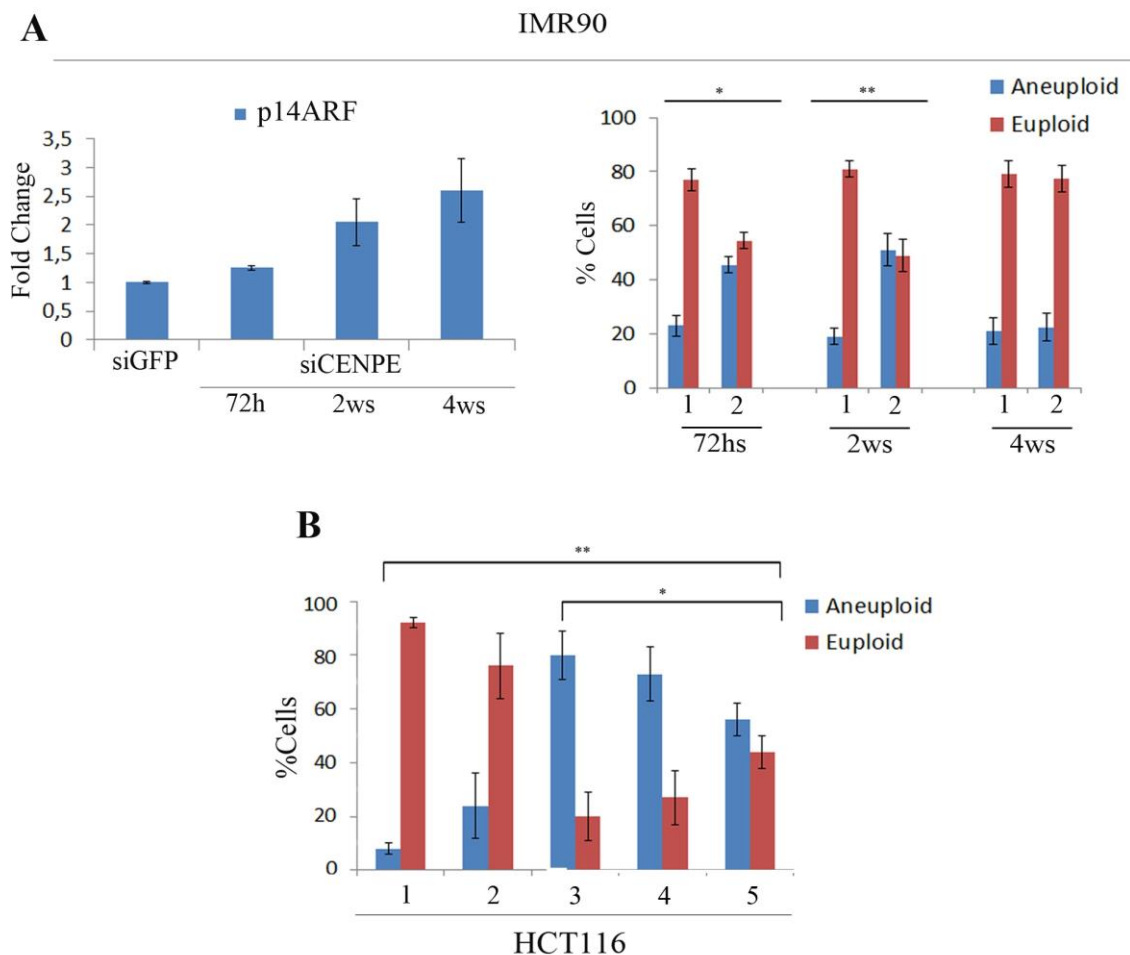 A
IMR90
p14ARF
3,5
3
2,5
2
1,5
1
0,5
0
Fold Change
siGFP
siCENPE
72h
2ws
4ws
Aneuploid
Euploid
* **
100
80
60
40
20
0
% Cells
1 2 1 2 1 2
72hs 2ws 4ws
B
**
*
Aneuploid
Euploid
100
80
60
40
20
0
%Cells
1 2 3 4 5
HCT116